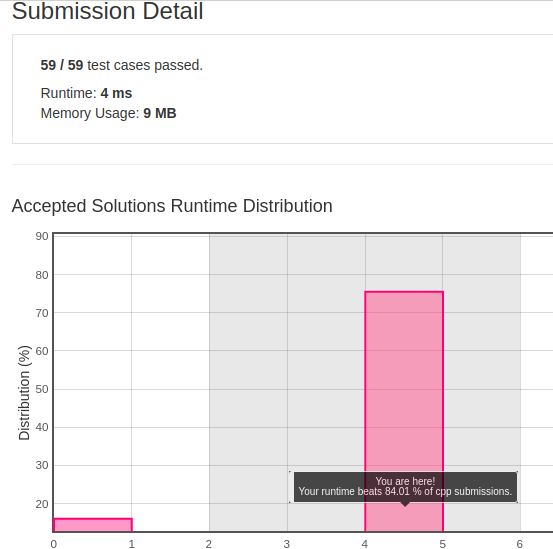 Submission Detail
59 / 59 test cases passed.
Runtime: 4 ms
Memory Usage: 9 MB
Accepted Solutions Runtime Distribution
90
80
70
60
50
40
30
20
Distribution (%)
You are here!
Your runtime beats 84.01 % of cpp submissions.
0 1 2 3 4 5 6